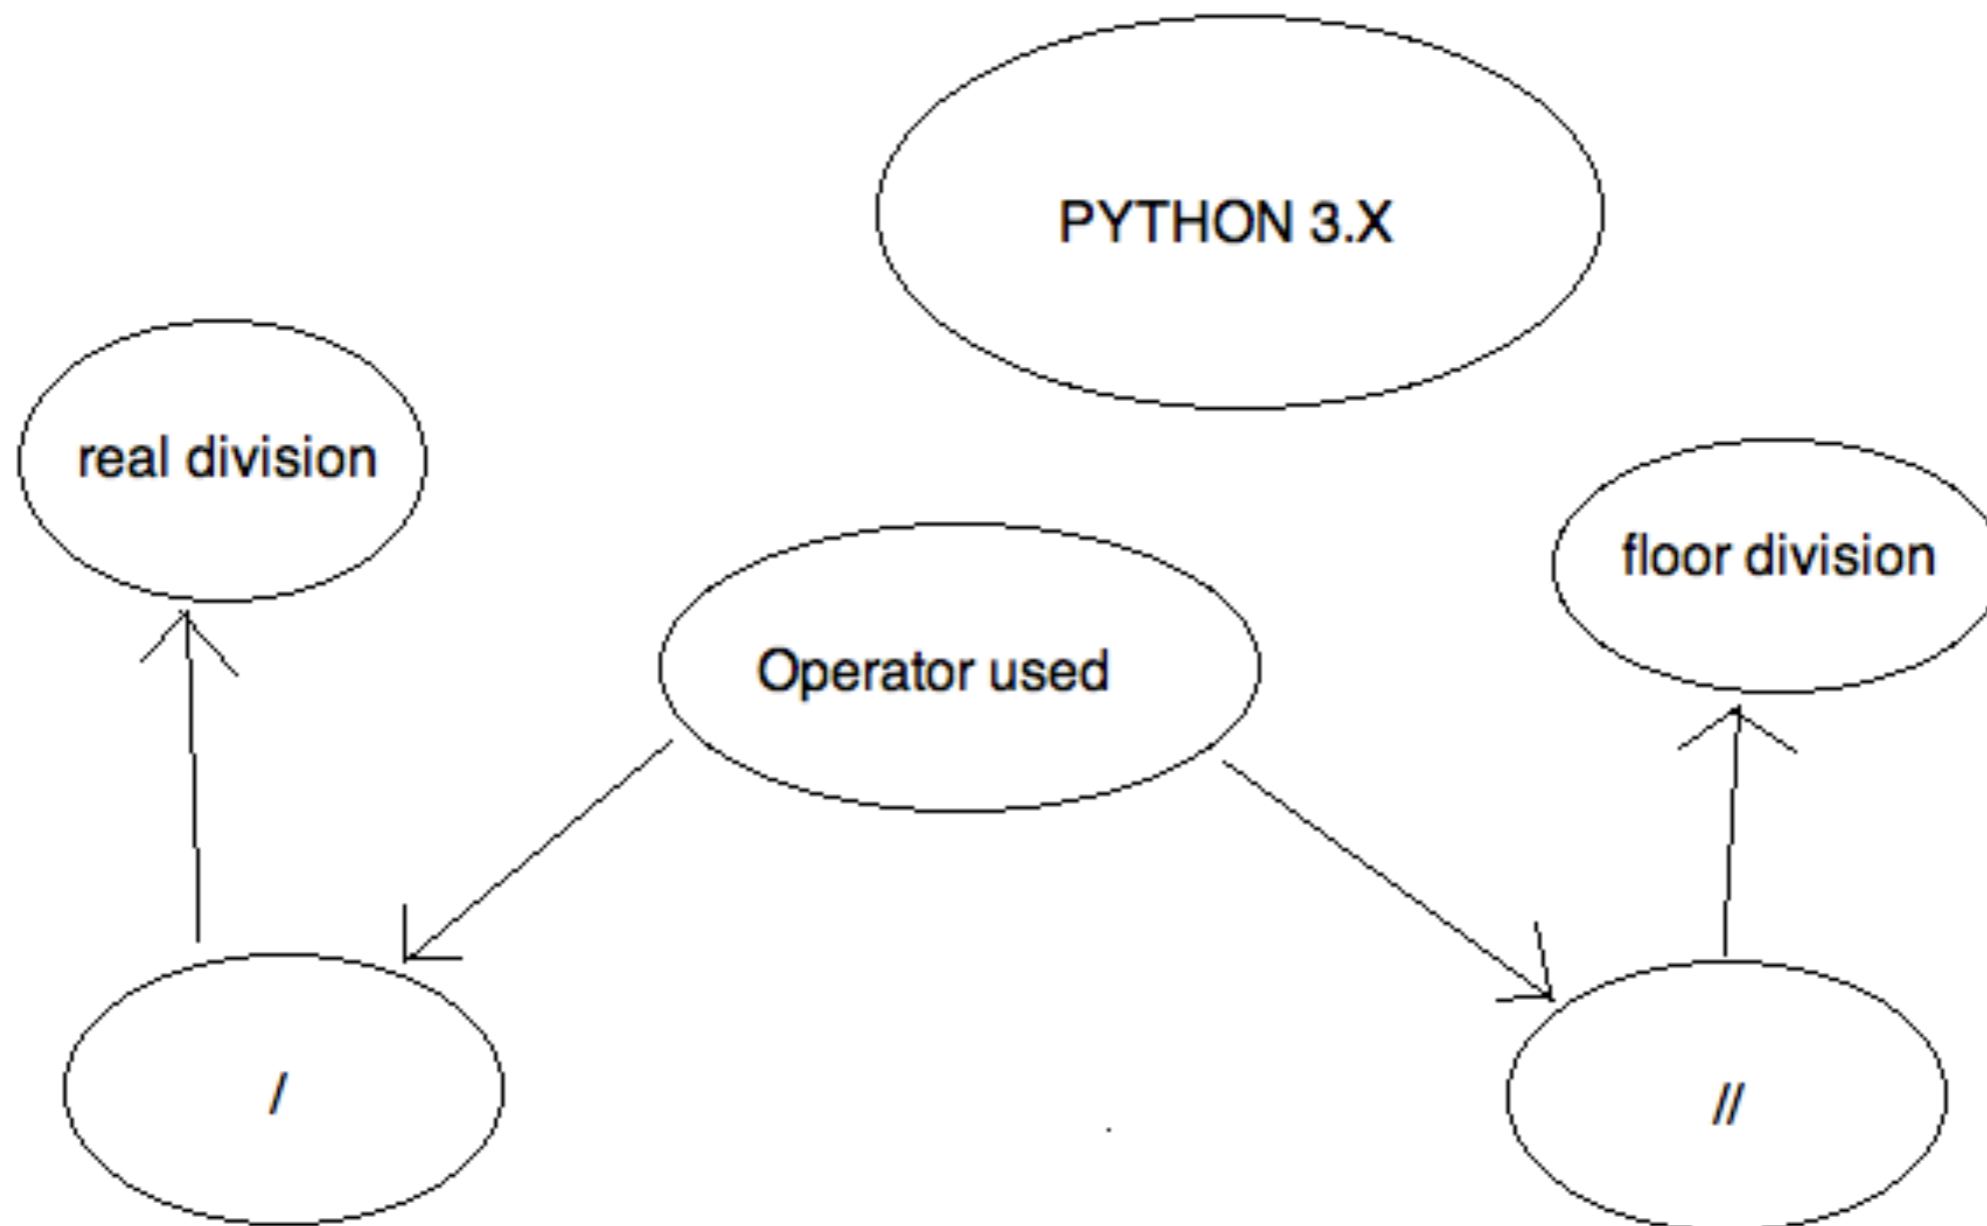 PYTHON 3.X
real division
floor division
Operator used
/
//